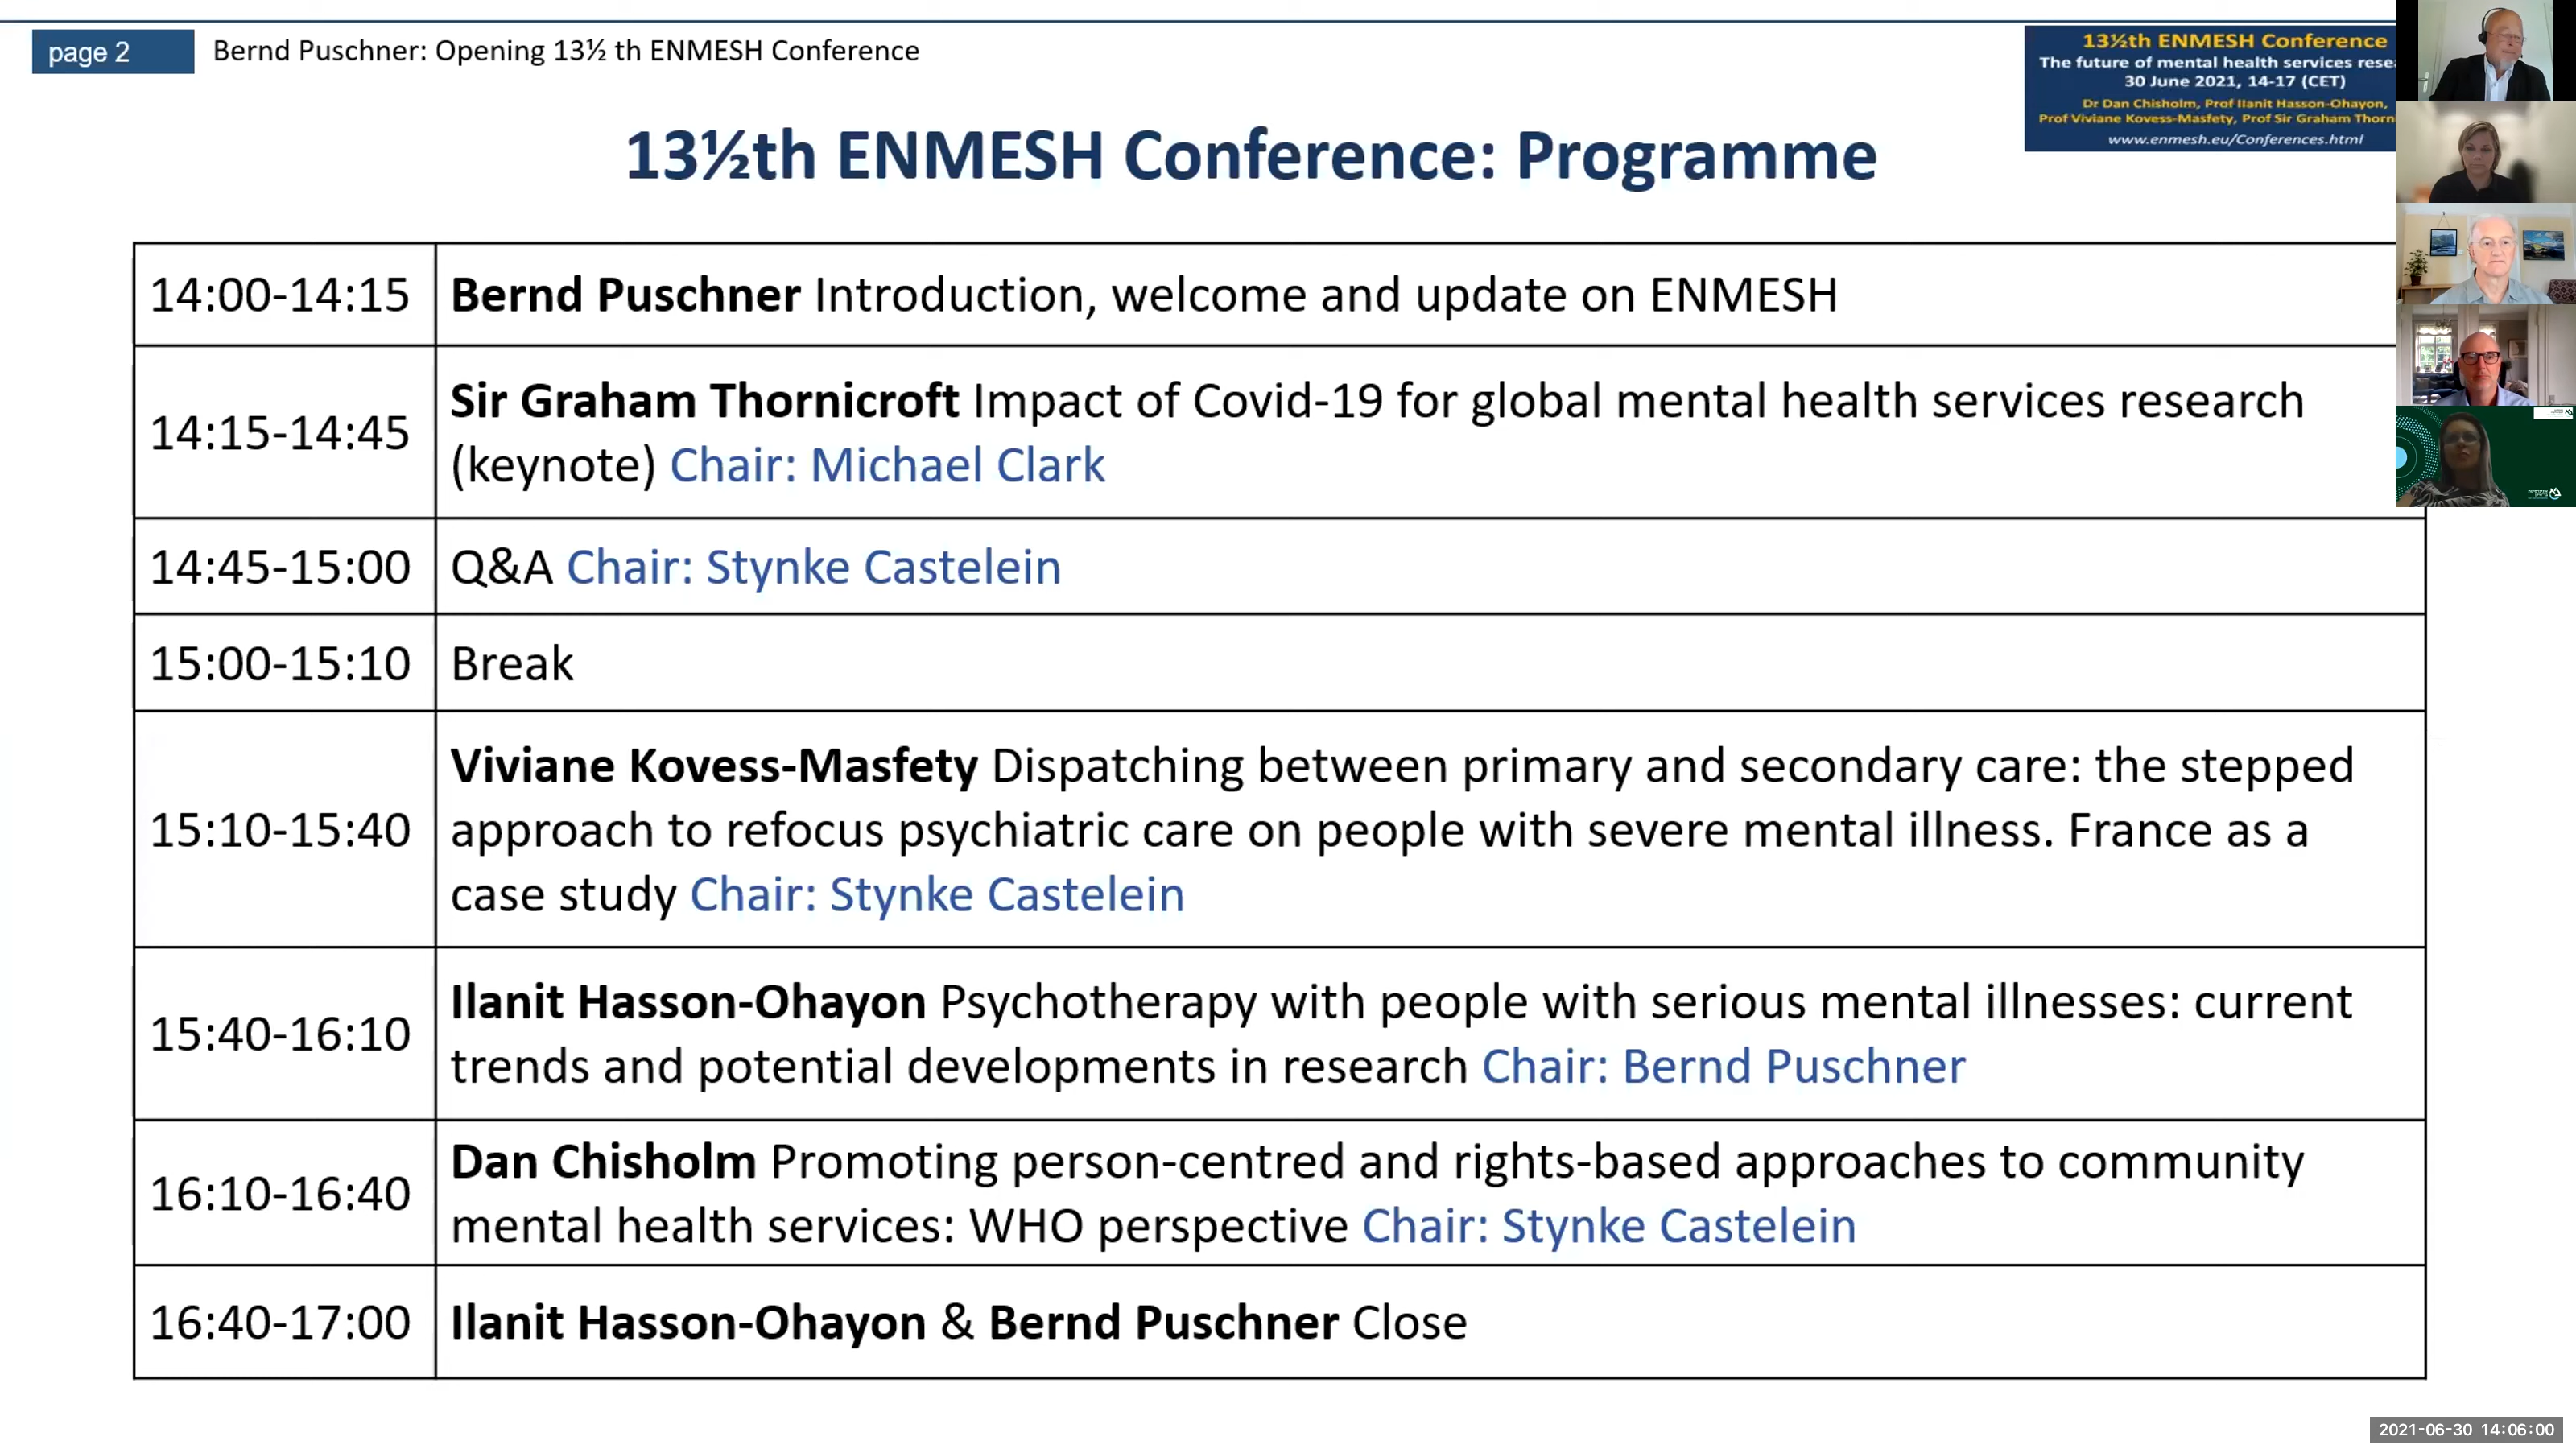 page 2
Bernd Puschner: Opening 13½ th ENMESH Conference
13½th ENMESH Conference
The future of mental health services rese
30 June 2021, 14-17 (CET)
Dr Dan Chisholm, Prof Ilanit Hasson-Ohayon,
Prof Viviane Kovess-Masfety, Prof Sir Graham Thorn
www.enmesh.eu/Conferences.html
13½th ENMESH Conference: Programme
14:00-14:15 Bernd Puschner Introduction, welcome and update on ENMESH
14:15-14:45 Sir Graham Thornicroft Impact of Covid-19 for global mental health services research
(keynote) Chair: Michael Clark
14:45-15:00 Q&A Chair: Stynke Castelein
15:00-15:10 Break
15:10-15:40 Viviane Kovess-Masfety Dispatching between primary and secondary care: the stepped
approach to refocus psychiatric care on people with severe mental illness. France as a
case study Chair: Stynke Castelein
15:40-16:10 Ilanit Hasson-Ohayon Psychotherapy with people with serious mental illnesses: current
trends and potential developments in research Chair: Bernd Puschner
16:10-16:40 Dan Chisholm Promoting person-centred and rights-based approaches to community
mental health services: WHO perspective Chair: Stynke Castelein
16:40-17:00 Ilanit Hasson-Ohayon & Bernd Puschner Close
2021-06-30 14:06:00